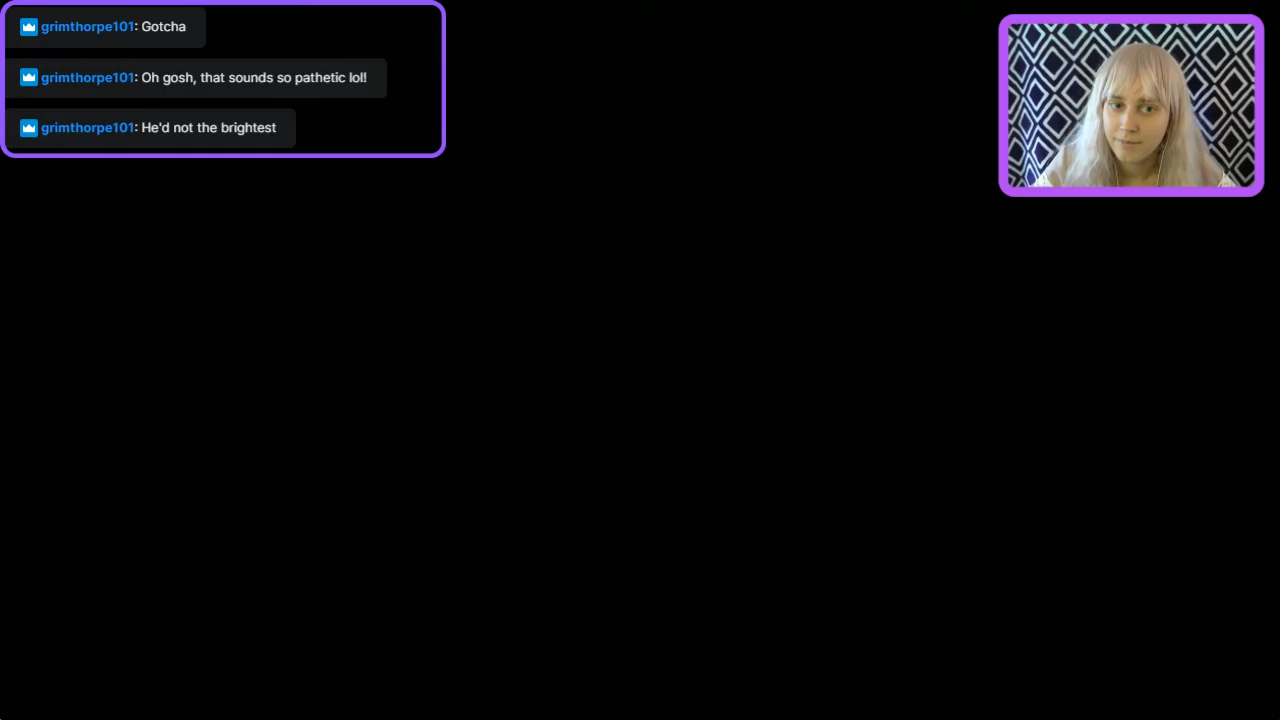 grimthorpe101: Gotcha
grimthorpe101: Oh gosh, that sounds so pathetic lol!
grimthorpe101: He'd not the brightest